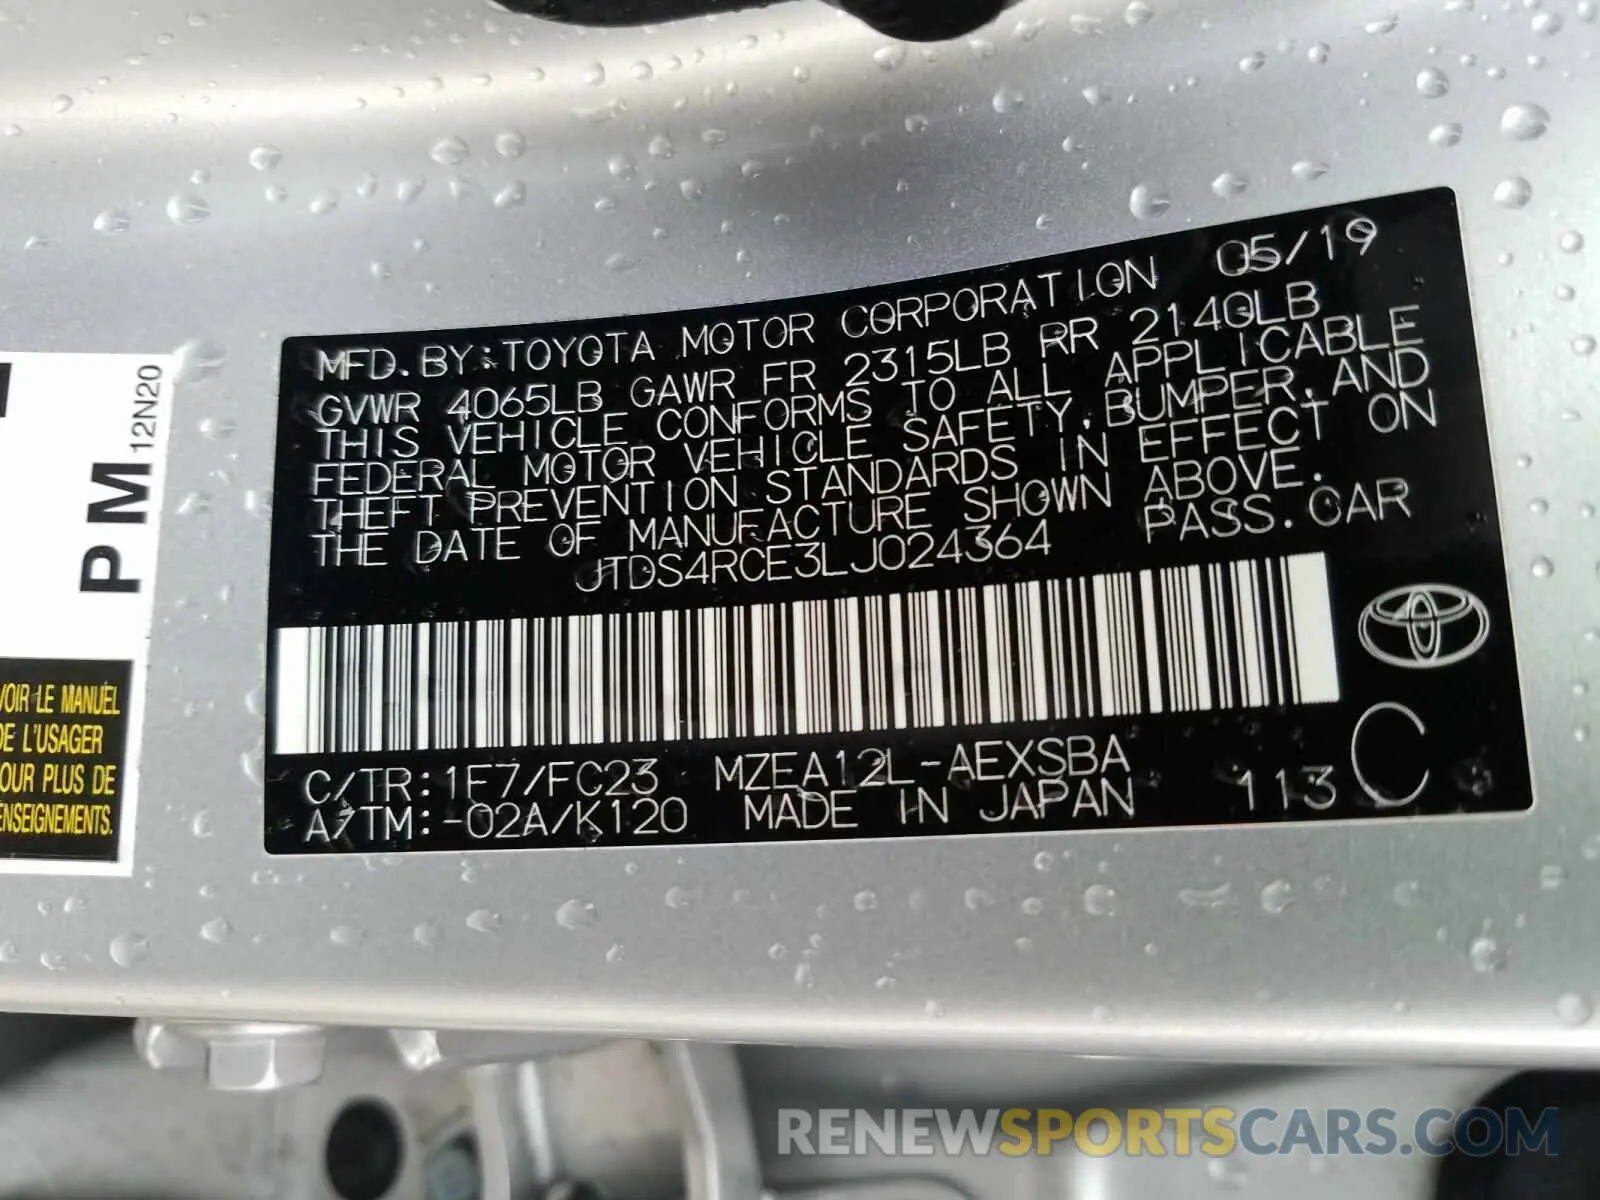 MFD. BY: TOYOTA MOTOR CORPORATION 05/19
GVWR 4065LB GAWR FR 2315LB RR 2140LB
THIS VEHICLE CONFORMS TO ALL APPLICABLE
FEDERAL MOTOR VEHICLE SAFETY, BUMPER, AND
THEFT PREVENTION STANDARDS IN EFFECT ON
THE DATE OF MANUFACTURE SHOWN ABOVE.
JTDS4RCE3LJ024364 PASS. CAR
C/TR: 1F7/FC23 MZEA12L-AEXSBA
A/TM: -02A/K120 MADE IN JAPAN 113 C
PM 12N20
VOIR LE MANUEL
DE L'USAGER
POUR PLUS DE
RENSEIGNEMENTS.
RENEWSPORTSCARS.COM